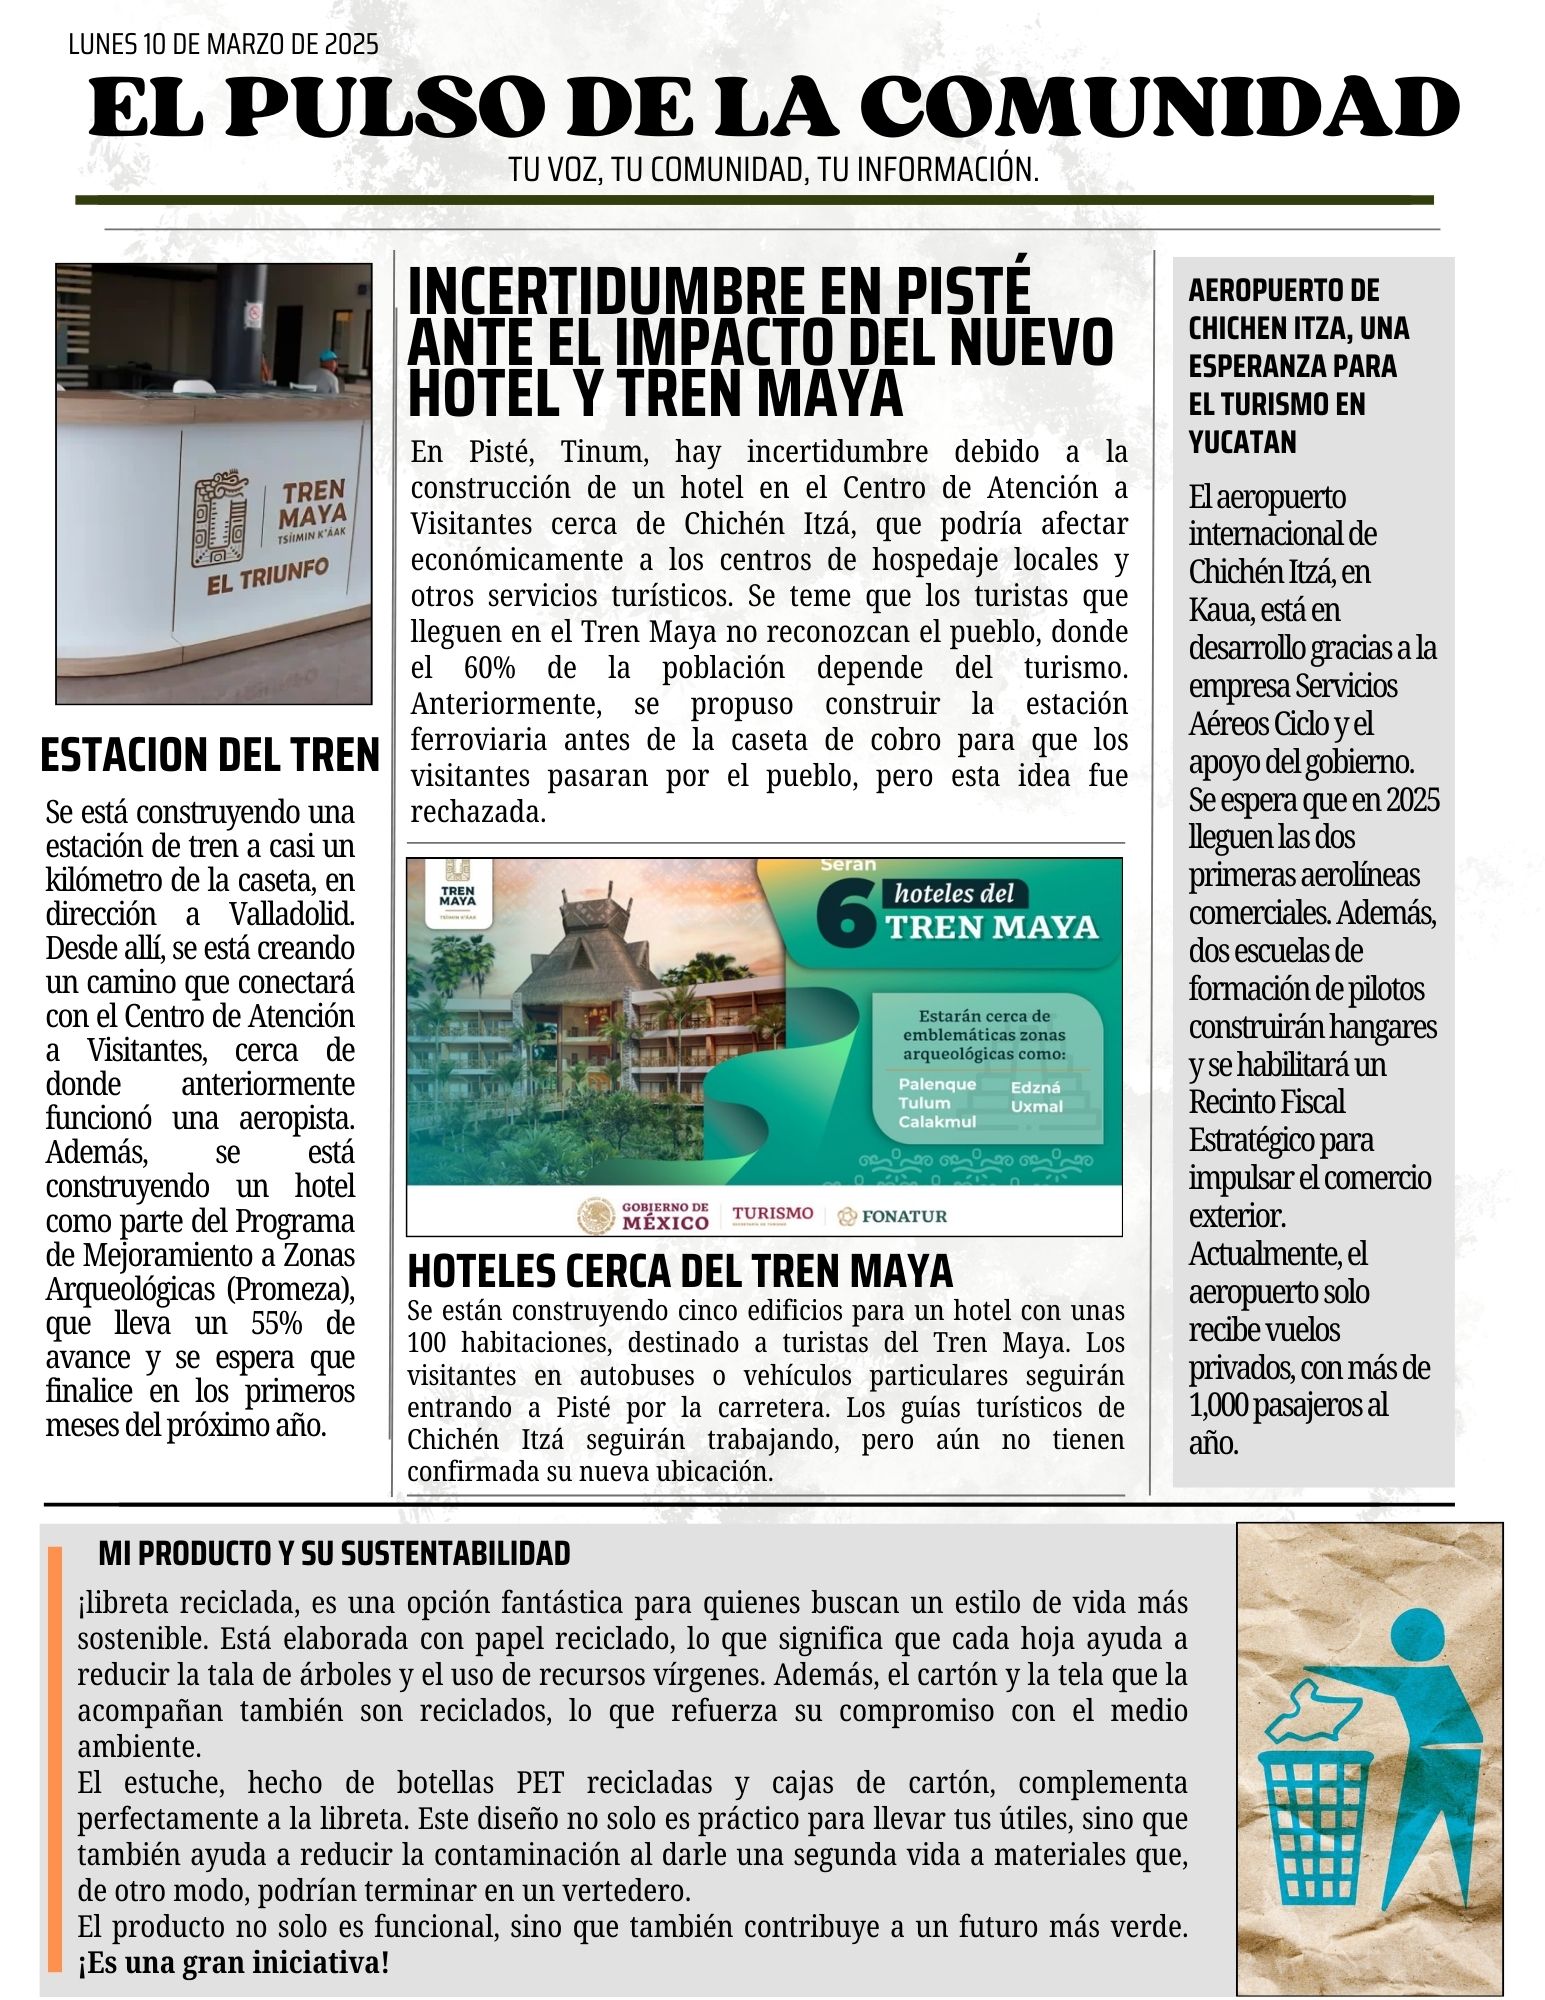 LUNES 10 DE MARZO DE 2025
EL PULSO DE LA COMUNIDAD
TU VOZ, TU COMUNIDAD, TU INFORMACIÓN.
TREN
MAYA
TSÍIMIN K'ÁAK
EL TRIUNFO
ESTACION DEL TREN
Se está construyendo una
estación de tren a casi un
kilómetro de la caseta, en
dirección a Valladolid.
Desde allí, se está creando
un camino que conectará
con el Centro de Atención
a Visitantes, cerca de
donde anteriormente
funcionó una aeropista.
Además, se está
construyendo un hotel
como parte del Programa
de Mejoramiento a Zonas
Arqueológicas (Promeza),
que lleva un 55% de
avance y se espera que
finalice en los primeros
meses del próximo año.
INCERTIDUMBRE EN PISTÉ
ANTE EL IMPACTO DEL NUEVO
HOTEL Y TREN MAYA
En Pisté, Tinum, hay incertidumbre debido a la
construcción de un hotel en el Centro de Atención a
Visitantes cerca de Chichén Itzá, que podría afectar
económicamente a los centros de hospedaje locales y
otros servicios turísticos. Se teme que los turistas que
lleguen en el Tren Maya no reconozcan el pueblo, donde
el 60% de la población depende del turismo.
Anteriormente, se propuso construir la estación
ferroviaria antes de la caseta de cobro para que los
visitantes pasaran por el pueblo, pero esta idea fue
rechazada.
TREN
MAYA
TSÍIMIN K'ÁAK
Serán
6 hoteles del
TREN MAYA
Estarán cerca de
emblemáticas zonas
arqueológicas como:
Palenque
Tulum
Calakmul
Edzná
Uxmal
GOBIERNO DE
MÉXICO
TURISMO
SECRETARÍA DE TURISMO
FONATUR
HOTELES CERCA DEL TREN MAYA
Se están construyendo cinco edificios para un hotel con unas
100 habitaciones, destinado a turistas del Tren Maya. Los
visitantes en autobuses o vehículos particulares seguirán
entrando a Pisté por la carretera. Los guías turísticos de
Chichén Itzá seguirán trabajando, pero aún no tienen
confirmada su nueva ubicación.
AEROPUERTO DE
CHICHEN ITZA, UNA
ESPERANZA PARA
EL TURISMO EN
YUCATAN
El aeropuerto
internacional de
Chichén Itzá, en
Kaua, está en
desarrollo gracias a la
empresa Servicios
Aéreos Ciclo y el
apoyo del gobierno.
Se espera que en 2025
lleguen las dos
primeras aerolíneas
comerciales. Además,
dos escuelas de
formación de pilotos
construirán hangares
y se habilitará un
Recinto Fiscal
Estratégico para
impulsar el comercio
exterior.
Actualmente, el
aeropuerto solo
recibe vuelos
privados, con más de
1,000 pasajeros al
año.
MI PRODUCTO Y SU SUSTENTABILIDAD
¡libreta reciclada, es una opción fantástica para quienes buscan un estilo de vida más
sostenible. Está elaborada con papel reciclado, lo que significa que cada hoja ayuda a
reducir la tala de árboles y el uso de recursos vírgenes. Además, el cartón y la tela que la
acompañan también son reciclados, lo que refuerza su compromiso con el medio
ambiente.
El estuche, hecho de botellas PET recicladas y cajas de cartón, complementa
perfectamente a la libreta. Este diseño no solo es práctico para llevar tus útiles, sino que
también ayuda a reducir la contaminación al darle una segunda vida a materiales que,
de otro modo, podrían terminar en un vertedero.
El producto no solo es funcional, sino que también contribuye a un futuro más verde.
¡Es una gran iniciativa!